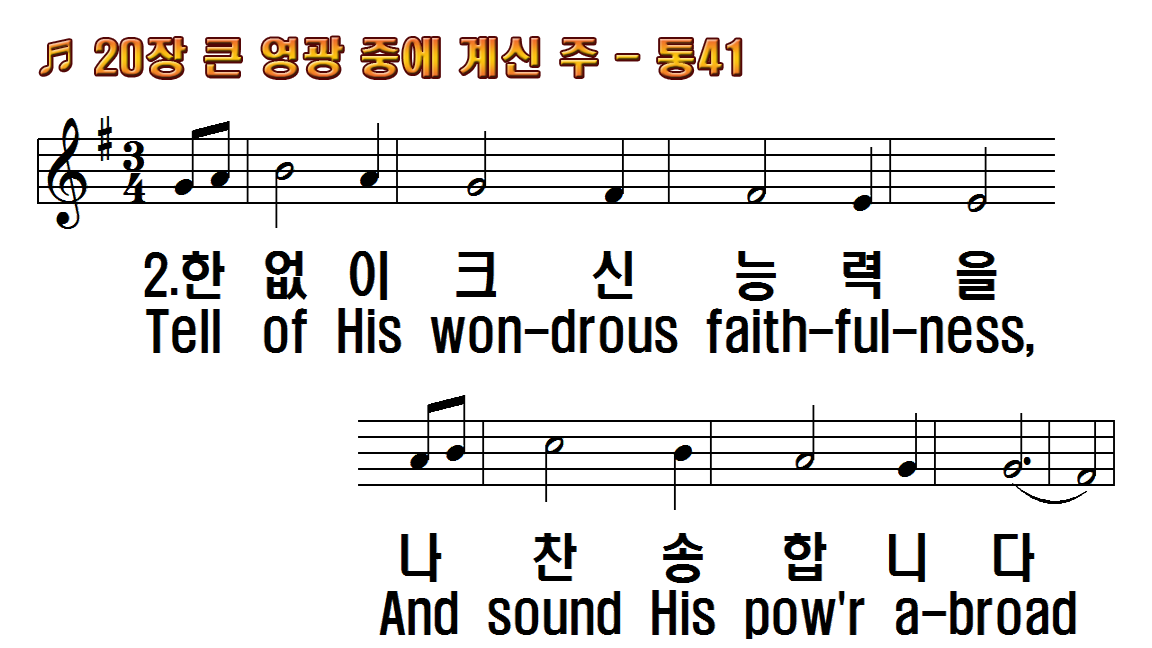 ♬ 20장 큰 영광 중에 계신 주 - 통41
3
4
2.한 없 이 크 신 능 력 을
Tell of His won-drous faith-ful-ness,
나 찬 송 합 니 다
And sound His pow'r a-broad